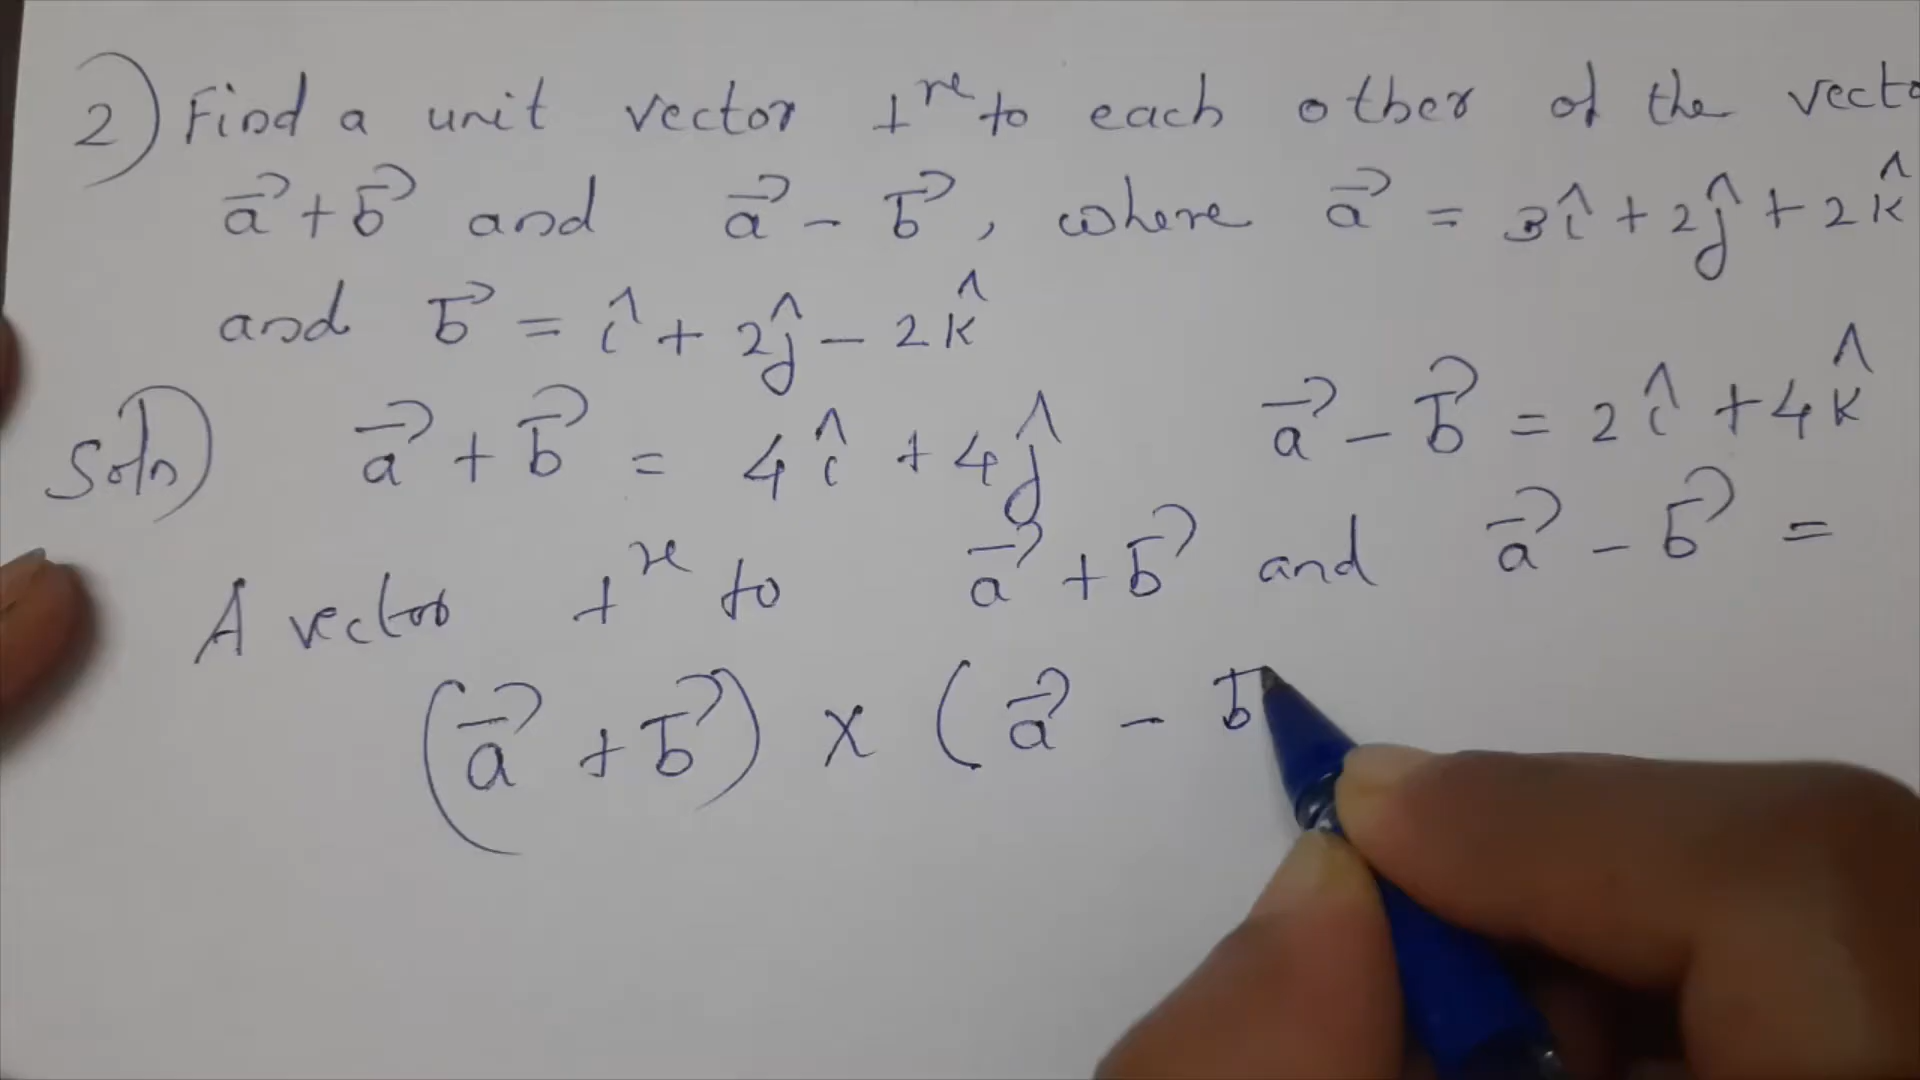 2) Find a unit vector ⊥re to each other of the vecto
a⃗ + b⃗ and a⃗ - b⃗, where a⃗ = 3î + 2ĵ + 2k̂
and b⃗ = î + 2ĵ - 2k̂
Soln) a⃗ + b⃗ = 4î + 4ĵ a⃗ - b⃗ = 2î + 4k̂
A vector ⊥re to a⃗ + b⃗ and a⃗ - b⃗ =
(a⃗ + b⃗) × (a⃗ - b